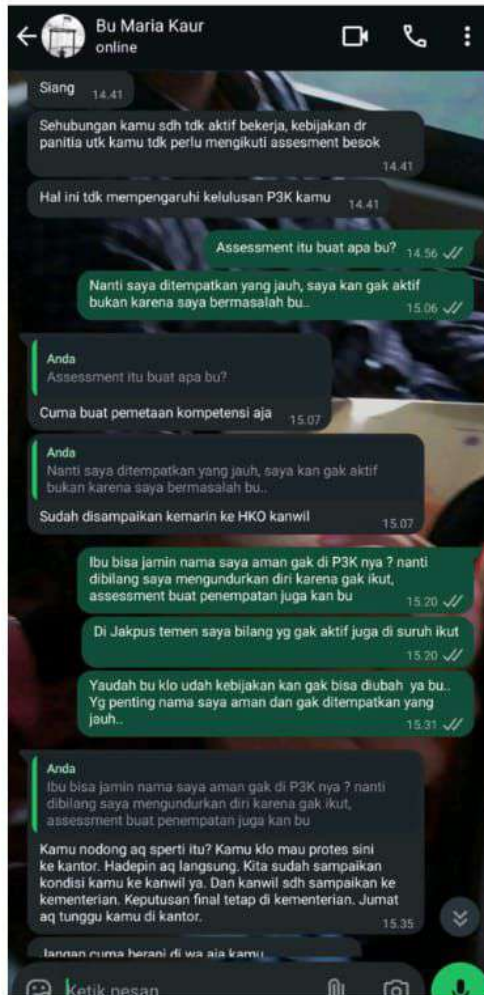 Bu Maria Kaur
online
Siang 14.41
Sehubungan kamu sdh tdk aktif bekerja, kebijakan dr
panitia utk kamu tdk perlu mengikuti assesment besok
14.41
Hal ini tdk mempengaruhi kelulusan P3K kamu 14.41
Assessment itu buat apa bu? 14.56
Nanti saya ditempatkan yang jauh, saya kan gak aktif
bukan karena saya bermasalah bu.. 15.06
Anda
Assessment itu buat apa bu?
Cuma buat pemetaan kompetensi aja 15.07
Anda
Nanti saya ditempatkan yang jauh, saya kan gak aktif
bukan karena saya bermasalah bu..
Sudah disampaikan kemarin ke HKO kanwil 15.07
Ibu bisa jamin nama saya aman gak di P3K nya ? nanti
dibilang saya mengundurkan diri karena gak ikut,
assessment buat penempatan juga kan bu 15.20
Di Jakpus temen saya bilang yg gak aktif juga di suruh ikut
15.20
Yaudah bu klo udah kebijakan kan gak bisa diubah ya bu..
Yg penting nama saya aman dan gak ditempatkan yang
jauh.. 15.31
Anda
Ibu bisa jamin nama saya aman gak di P3K nya ? nanti
dibilang saya mengundurkan diri karena gak ikut,
assessment buat penempatan juga kan bu
Kamu nodong aq sperti itu? Kamu klo mau protes sini
ke kantor. Hadepin aq langsung. Kita sudah sampaikan
kondisi kamu ke kanwil ya. Dan kanwil sdh sampaikan ke
kementerian. Keputusan final tetap di kementerian. Jumat
aq tunggu kamu di kantor. 15.35
Jangan cuma berani di wa aja kamu
Ketik pesan